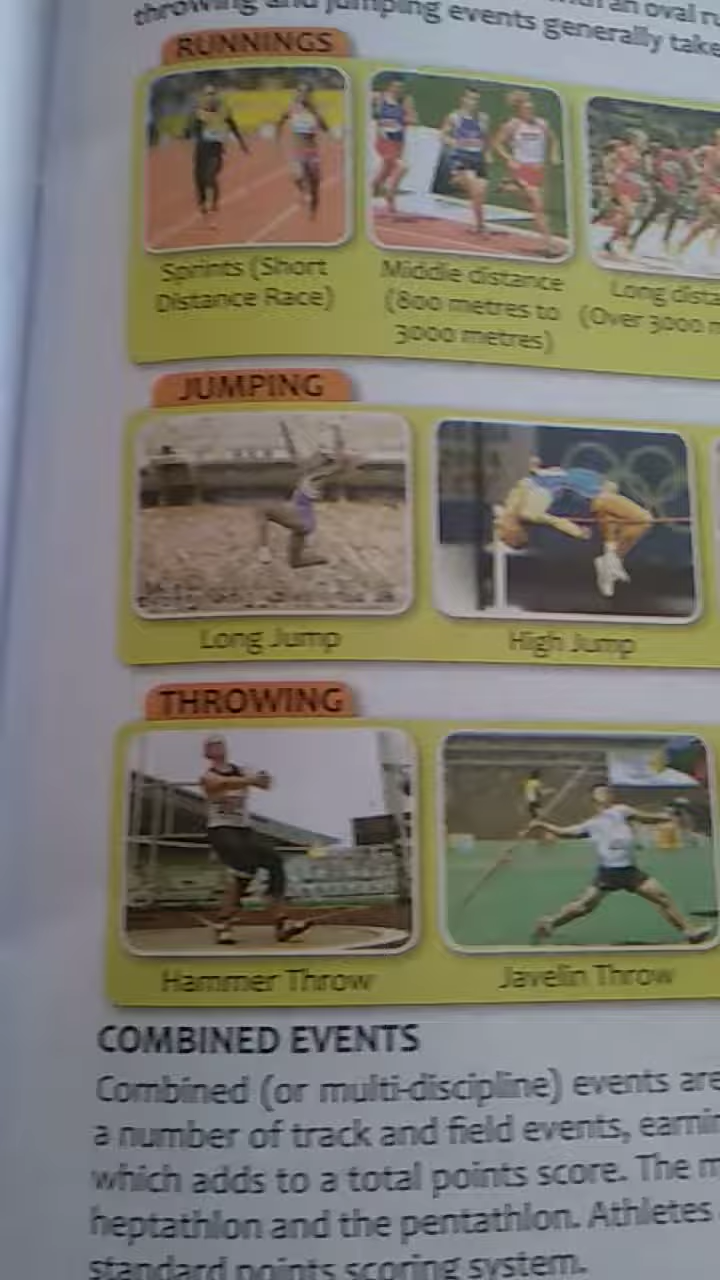 throwing and jumping events generally take
RUNNINGS
Sprints (Short
Distance Race)
Middle distance
(800 metres to
3000 metres)
Long
(Over 3000
JUMPING
Long Jump
High Jump
THROWING
Hammer Throw
Javelin Throw
COMBINED EVENTS
Combined (or multi-discipline) events are
a number of track and field events,
which adds to a total points score. The
heptathlon and the pentathlon. Athletes
standard points scoring system.